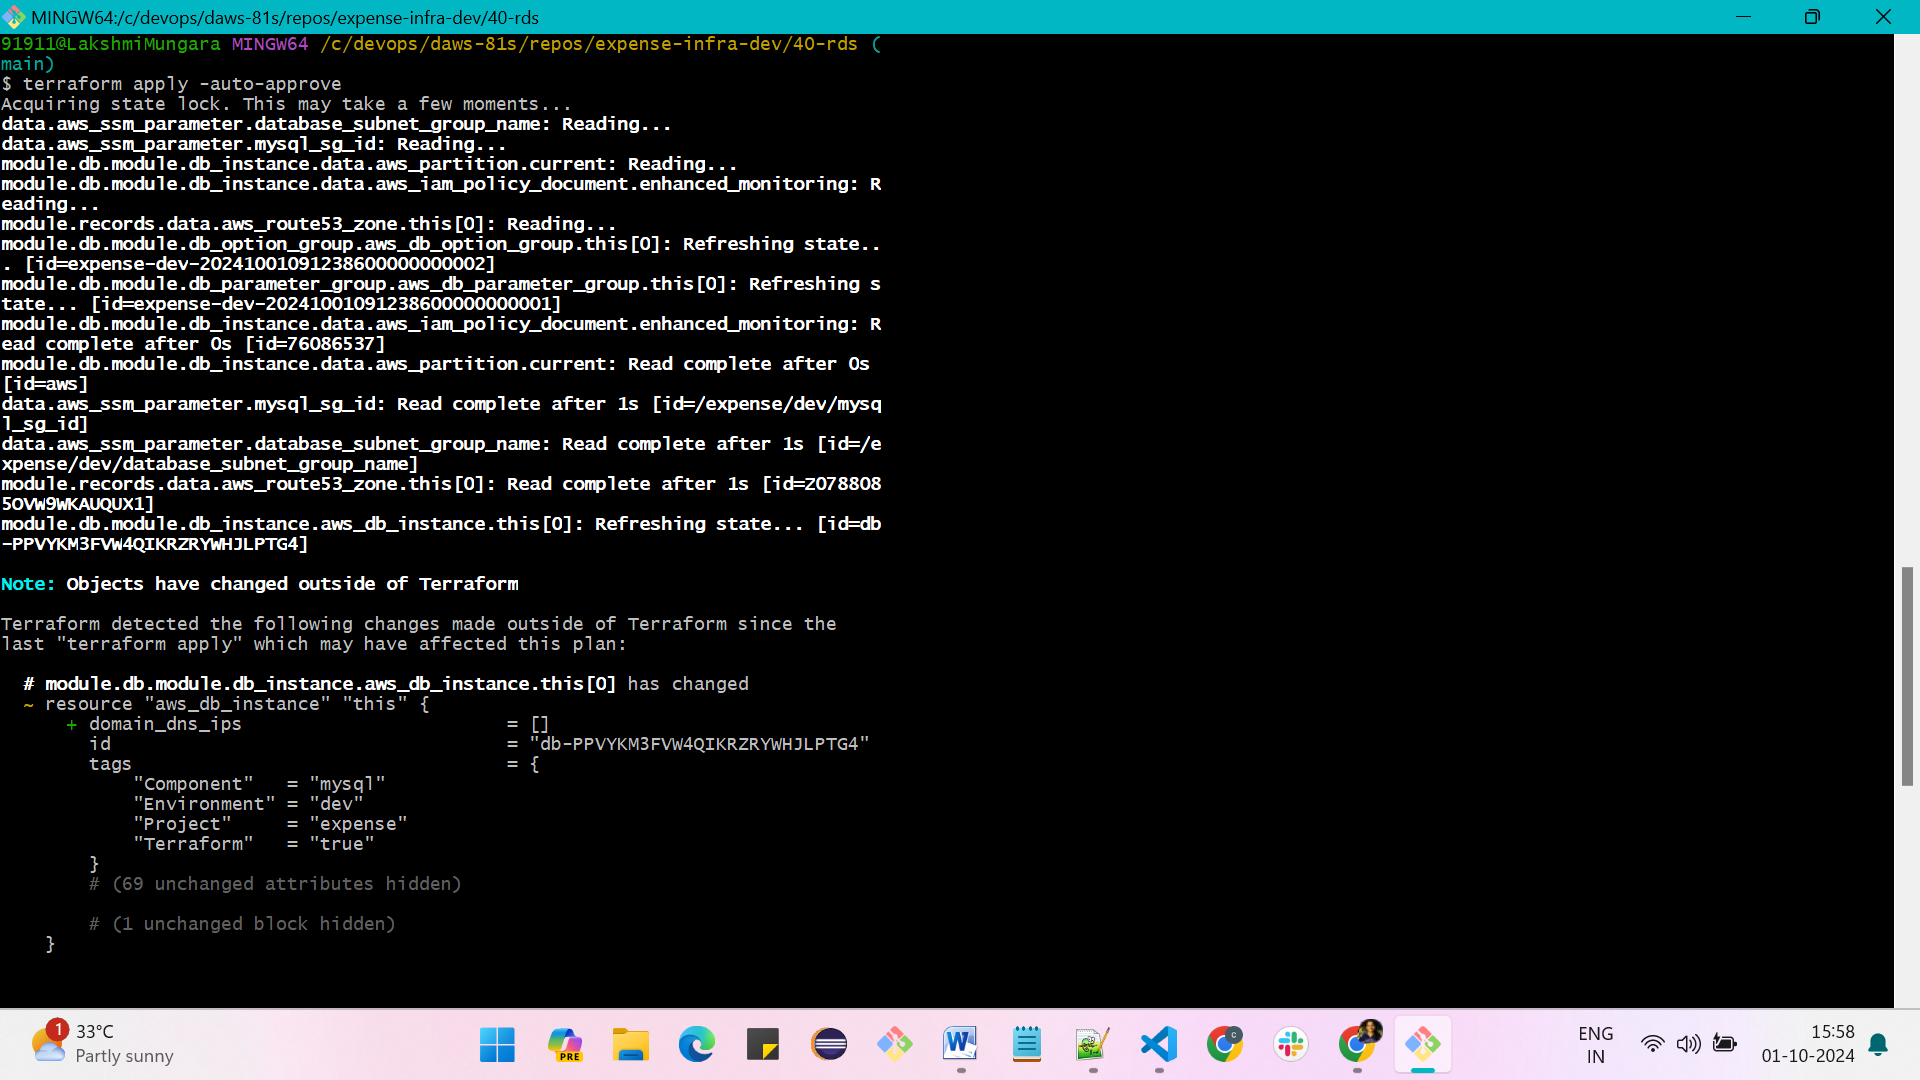 MINGW64:/c/devops/daws-81s/repos/expense-infra-dev/40-rds
91911@LakshmiMungara MINGW64 /c/devops/daws-81s/repos/expense-infra-dev/40-rds (
main)
$ terraform apply -auto-approve
Acquiring state lock. This may take a few moments...
data.aws_ssm_parameter.database_subnet_group_name: Reading...
data.aws_ssm_parameter.mysql_sg_id: Reading...
module.db.module.db_instance.data.aws_partition.current: Reading...
module.db.module.db_instance.data.aws_iam_policy_document.enhanced_monitoring: R
eading...
module.records.data.aws_route53_zone.this[0]: Reading...
module.db.module.db_option_group.aws_db_option_group.this[0]: Refreshing state..
. [id=expense-dev-20241001091238600000000002]
module.db.module.db_parameter_group.aws_db_parameter_group.this[0]: Refreshing s
tate... [id=expense-dev-20241001091238600000000001]
module.db.module.db_instance.data.aws_iam_policy_document.enhanced_monitoring: R
ead complete after 0s [id=76086537]
module.db.module.db_instance.data.aws_partition.current: Read complete after 0s
[id=aws]
data.aws_ssm_parameter.mysql_sg_id: Read complete after 1s [id=/expense/dev/mysq
l_sg_id]
data.aws_ssm_parameter.database_subnet_group_name: Read complete after 1s [id=/e
xpense/dev/database_subnet_group_name]
module.records.data.aws_route53_zone.this[0]: Read complete after 1s [id=Z078808
5OVW9WKAUQUX1]
module.db.module.db_instance.aws_db_instance.this[0]: Refreshing state... [id=db
-PPVYKM3FVW4QIKRZRYWHJLPTG4]
Note: Objects have changed outside of Terraform
Terraform detected the following changes made outside of Terraform since the
last "terraform apply" which may have affected this plan:
# module.db.module.db_instance.aws_db_instance.this[0] has changed
~ resource "aws_db_instance" "this" {
+ domain_dns_ips = []
id = "db-PPVYKM3FVW4QIKRZRYWHJLPTG4"
tags = {
"Component" = "mysql"
"Environment" = "dev"
"Project" = "expense"
"Terraform" = "true"
}
# (69 unchanged attributes hidden)
# (1 unchanged block hidden)
}
1
33°C
Partly sunny
PRE
W
C
ENG
IN
15:58
01-10-2024